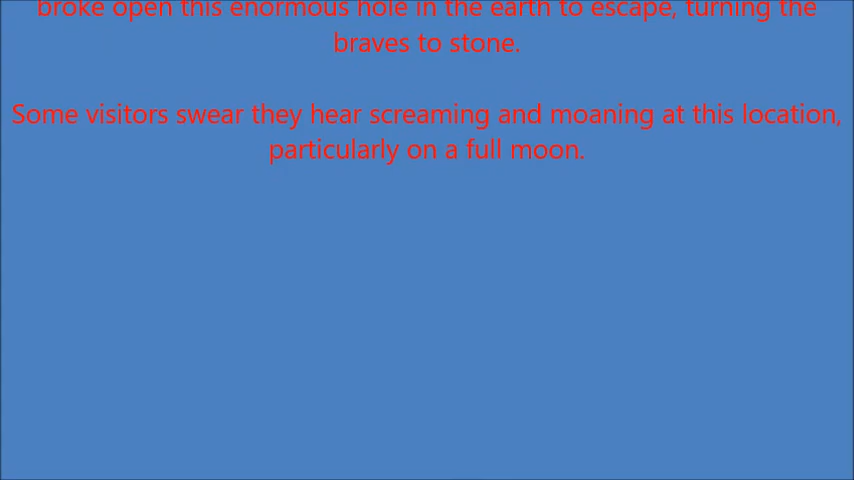 broke open this enormous hole in the earth to escape, turning the
braves to stone.
Some visitors swear they hear screaming and moaning at this location,
particularly on a full moon.